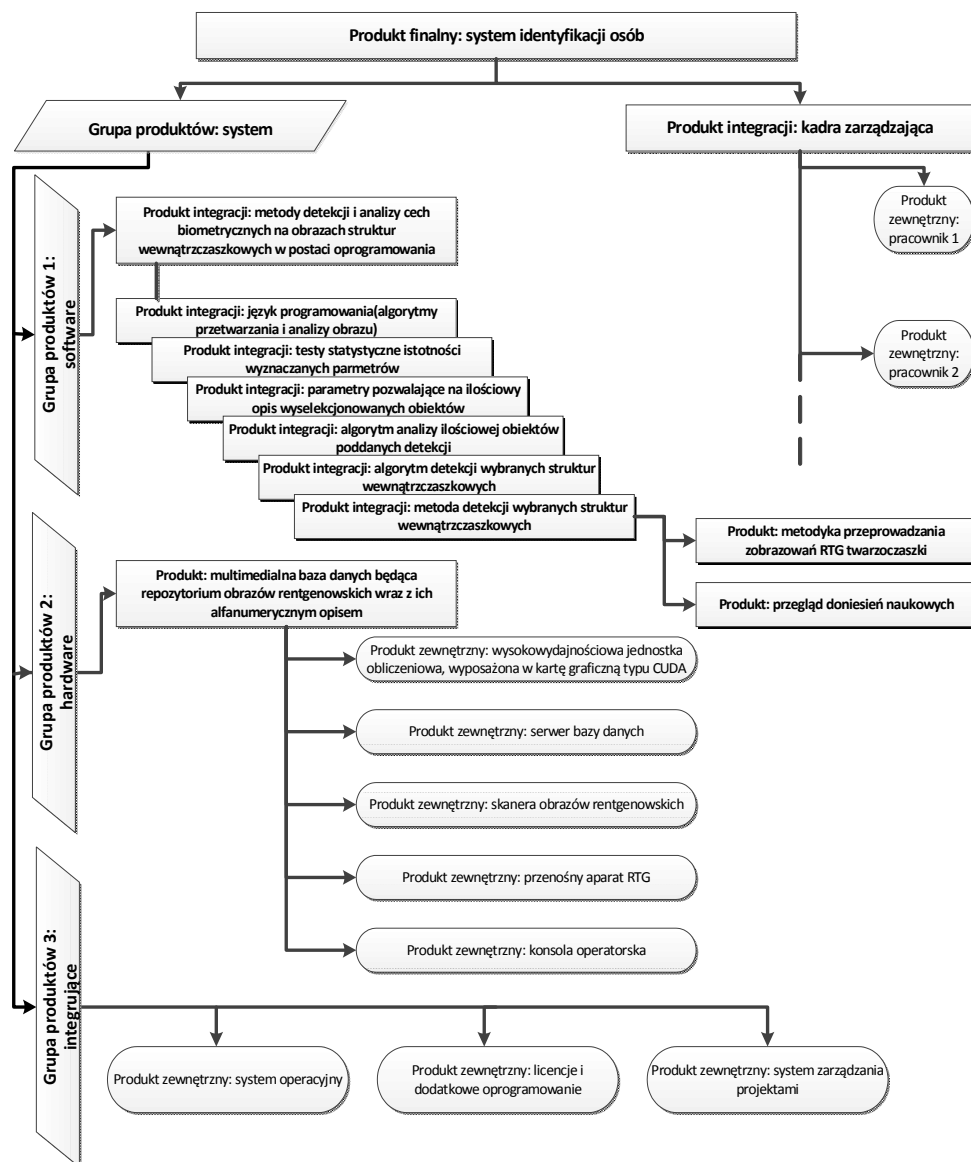 Produkt finalny: system identyfikacji osób
Grupa produktów: system
Produkt integracji: kadra zarządzająca
Produkt
zewnętrzny:
pracownik 1
Produkt
zewnętrzny:
pracownik 2
Grupa produktów 1:
software
Produkt integracji: metody detekcji i analizy cech
biometrycznych na obrazach struktur
wewnątrzczaszkowych w postaci oprogramowania
Produkt integracji: język programowania(algorytmy
przetwarzania i analizy obrazu)
Produkt integracji: testy statystyczne istotności
wyznaczanych parmetrów
Produkt integracji: parametry pozwalające na ilościowy
opis wyselekcjonowanych obiektów
Produkt integracji: algorytm analizy ilościowej obiektów
poddanych detekcji
Produkt integracji: algorytm detekcji wybranych struktur
wewnątrzczaszkowych
Produkt integracji: metoda detekcji wybranych struktur
wewnątrzczaszkowych
Produkt: metodyka przeprowadzania
zobrazowań RTG twarzoczaszki
Produkt: przegląd doniesień naukowych
Grupa produktów 2:
hardware
Produkt: multimedialna baza danych będąca
repozytorium obrazów rentgenowskich wraz z ich
alfanumerycznym opisem
Produkt zewnętrzny: wysokowydajnościowa jednostka
obliczeniowa, wyposażona w kartę graficzną typu CUDA
Produkt zewnętrzny: serwer bazy danych
Produkt zewnętrzny: skanera obrazów rentgenowskich
Produkt zewnętrzny: przenośny aparat RTG
Produkt zewnętrzny: konsola operatorska
Grupa produktów 3:
integrujące
Produkt zewnętrzny: system operacyjny
Produkt zewnętrzny: licencje i
dodatkowe oprogramowanie
Produkt zewnętrzny: system zarządzania
projektami